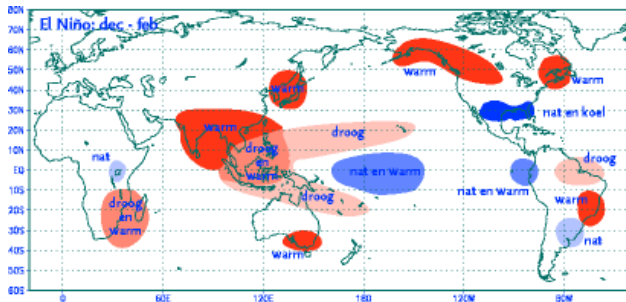 80N
El Niño: dec - feb
70N
60N
warm
warm
50N
warm
40N
nat en koel
30N
20N
warm
droog
10N
nat
droog
en
warm
droog
EQ
nat en warm
nat en warm
10S
droog
en
warm
droog
warm
20S
30S
nat
40S
warm
50S
60S
0
60E
120E
180
120W
60W
0